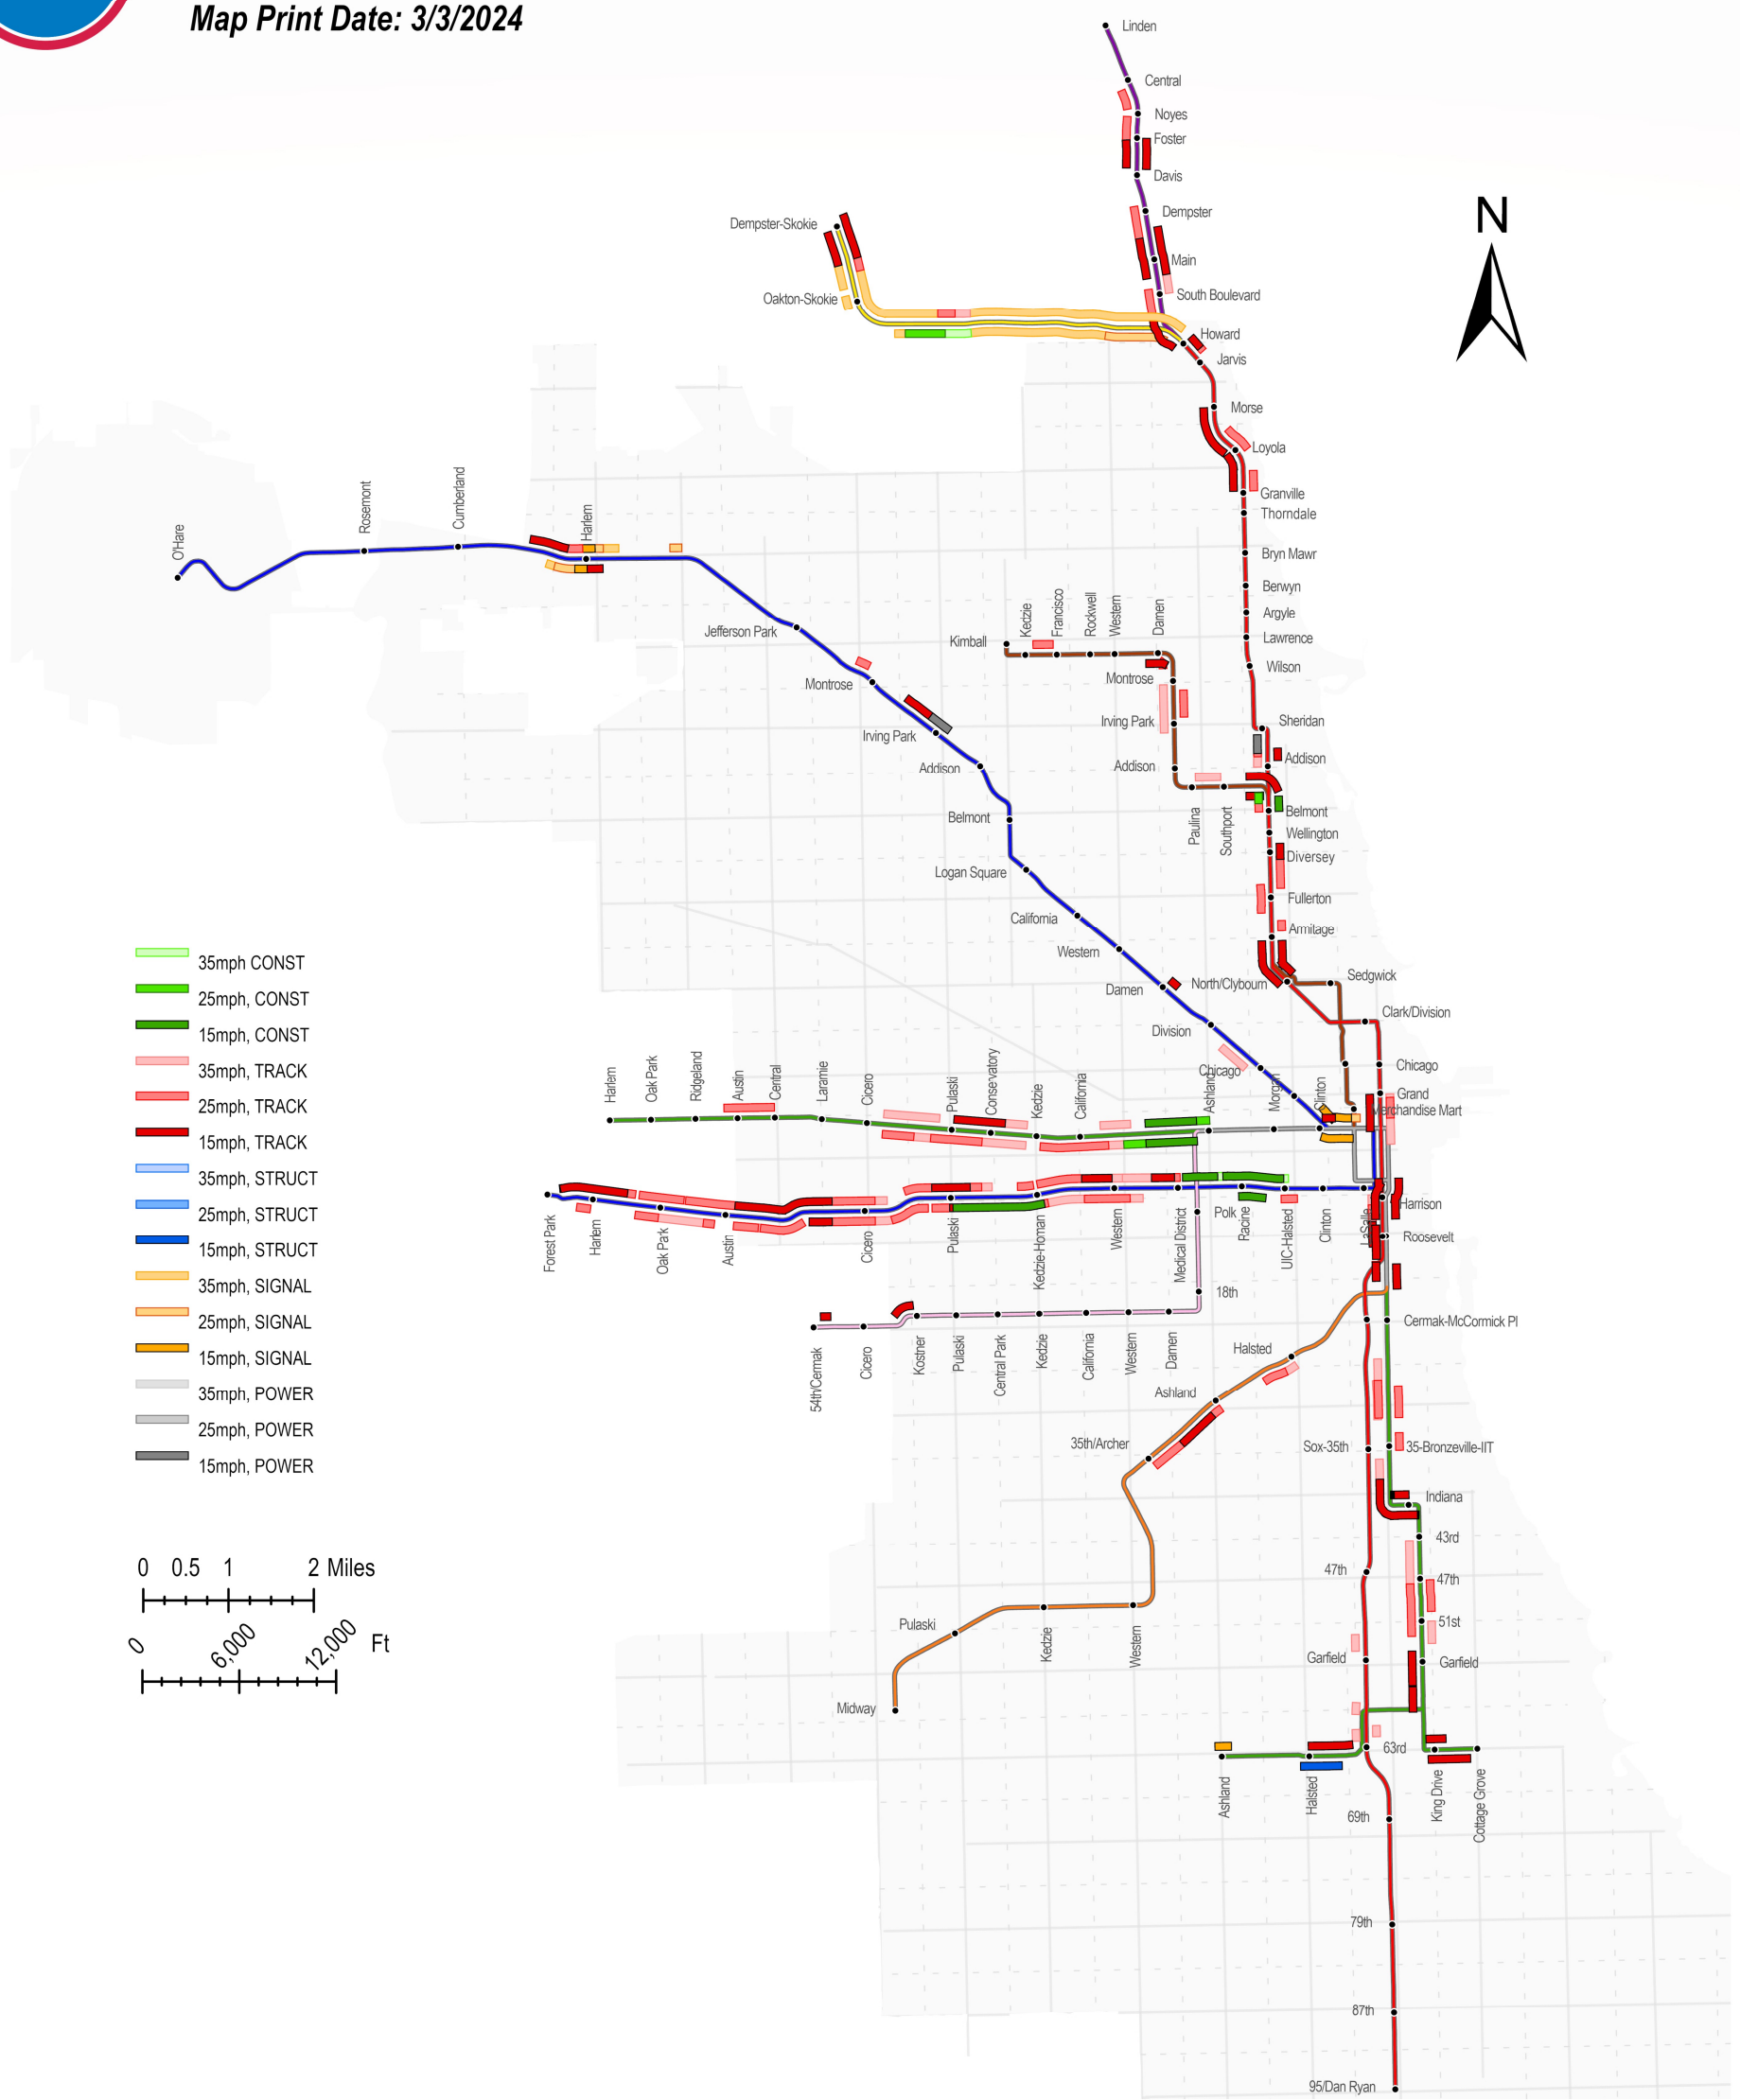 Map Print Date: 3/3/2024
Linden
Central
Noyes
Foster
Davis
Dempster
Main
South Boulevard
Howard
Jarvis
Dempster-Skokie
Oakton-Skokie
N
Morse
Loyola
Granville
Thorndale
Bryn Mawr
Berwyn
Argyle
Lawrence
Wilson
Sheridan
Addison
Belmont
Wellington
Diversey
Fullerton
Armitage
Sedgwick
North/Clybourn
Clark/Division
Chicago
Grand
Merchandise Mart
O'Hare
Rosemont
Cumberland
Harlem
Jefferson Park
Montrose
Irving Park
Addison
Belmont
Logan Square
California
Western
Damen
Division
Chicago
Kimball
Kedzie
Francisco
Rockwell
Western
Damen
Montrose
Irving Park
Addison
Paulina
Southport
Harlem
Oak Park
Ridgeland
Austin
Central
Laramie
Cicero
Pulaski
Conservatory
Kedzie
California
Ashland
Morgan
Clinton
Forest Park
Harlem
Oak Park
Austin
Cicero
Pulaski
Kedzie-Homan
Western
Medical District
Polk
Racine
UIC-Halsted
Clinton
LaSalle
Harrison
Roosevelt
18th
54th/Cermak
Cicero
Kostner
Pulaski
Central Park
Kedzie
California
Western
Damen
Cermak-McCormick Pl
Halsted
Ashland
35th/Archer
Sox-35th
35-Bronzeville-IIT
Indiana
43rd
47th
47th
51st
Garfield
Garfield
Pulaski
Kedzie
Western
Midway
63rd
Ashland
Halsted
King Drive
Cottage Grove
69th
79th
87th
95/Dan Ryan
35mph CONST
25mph, CONST
15mph, CONST
35mph, TRACK
25mph, TRACK
15mph, TRACK
35mph, STRUCT
25mph, STRUCT
15mph, STRUCT
35mph, SIGNAL
25mph, SIGNAL
15mph, SIGNAL
35mph, POWER
25mph, POWER
15mph, POWER
0 0.5 1 2 Miles
0 6,000 12,000 Ft